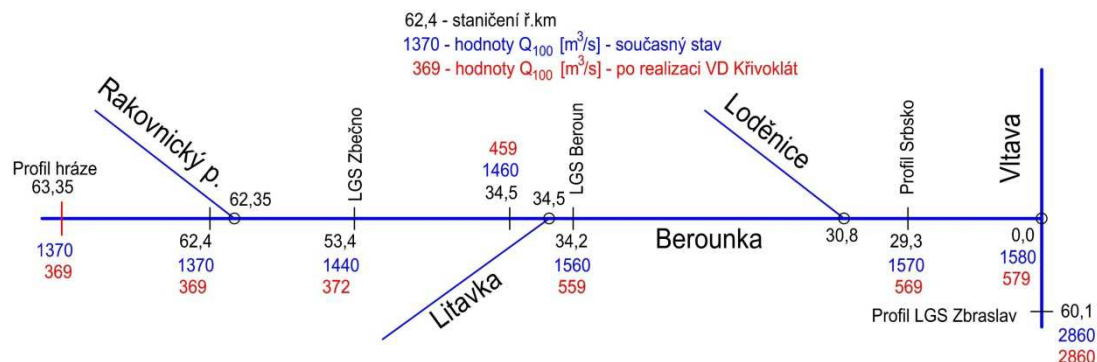 62,4 - staničení ř.km
1370 - hodnoty Q100 [m³/s] - současný stav
369 - hodnoty Q100 [m³/s] - po realizaci VD Křivoklát
Profil hráze
63,35
1370
369
Rakovnický p.
62,35
62,4
1370
369
LGS Zbečno
53,4
1440
372
459
1460
34,5
34,5
Litavka
LGS Beroun
34,2
1560
559
Berounka
Loděnice
30,8
Profil Srbsko
29,3
1570
569
Vltava
0,0
1580
579
Profil LGS Zbraslav
60,1
2860
2860